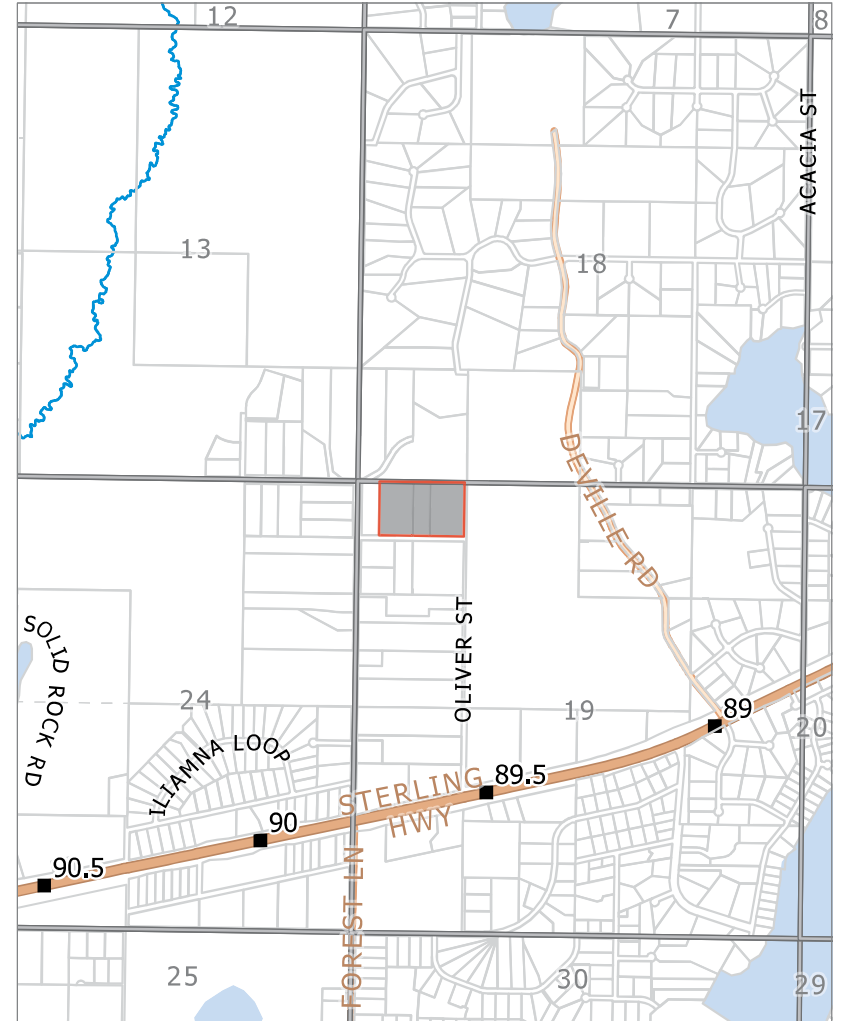 12
7
8
ACACIA ST
13
18
17
DEVILLE RD
SOLID ROCK RD
OLIVER ST
24
19
89
20
ILIAMNA LOOP
89.5
STERLING
HWY
90
90.5
FOREST LN
25
30
29